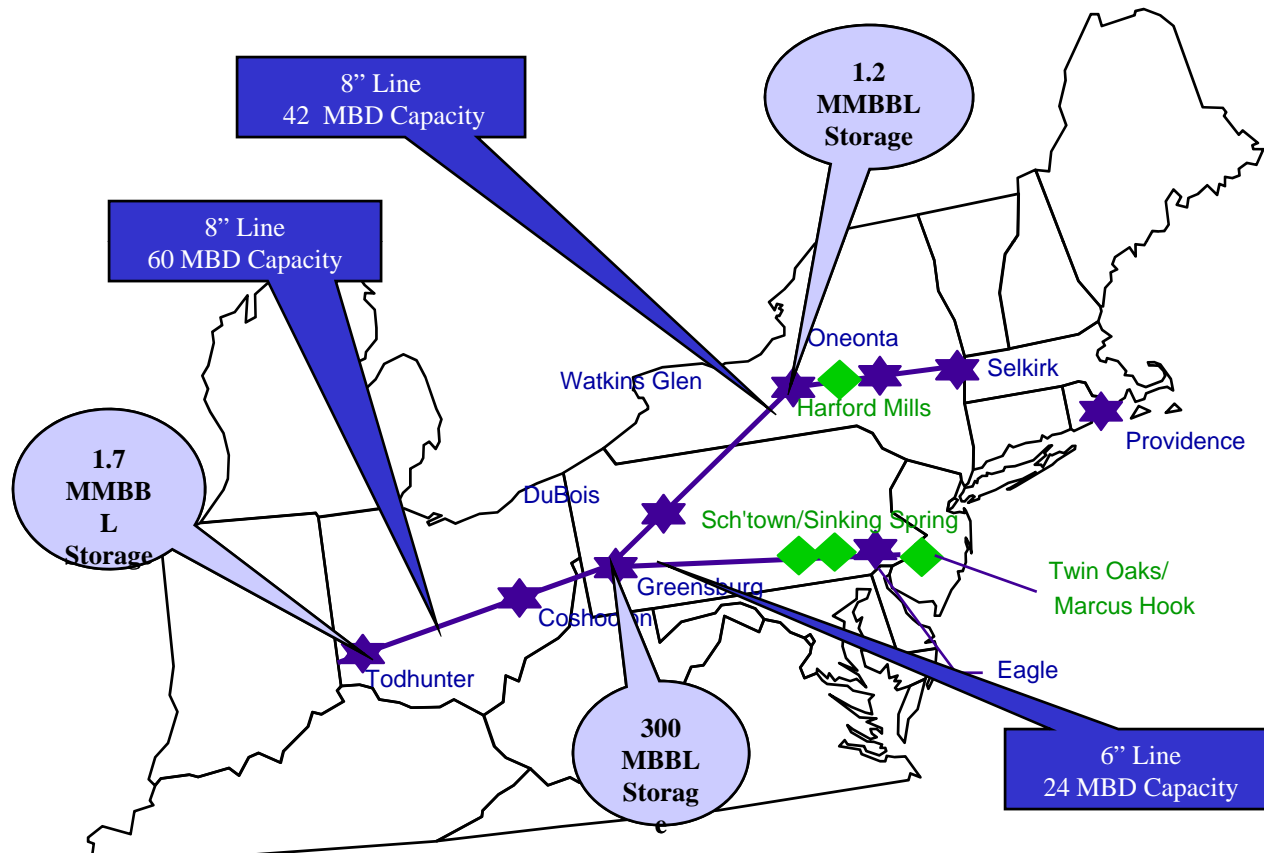 8” Line
42 MBD Capacity
1.2
MMBBL
Storage
8” Line
60 MBD Capacity
Oneonta
Watkins Glen
Selkirk
Harford Mills
Providence
1.7
MMBB
L
Storage
DuBois
Sch'town/Sinking Spring
Greensburg
Twin Oaks/
Marcus Hook
Coshocton
Todhunter
Eagle
300
MBBL
Storag
e
6” Line
24 MBD Capacity